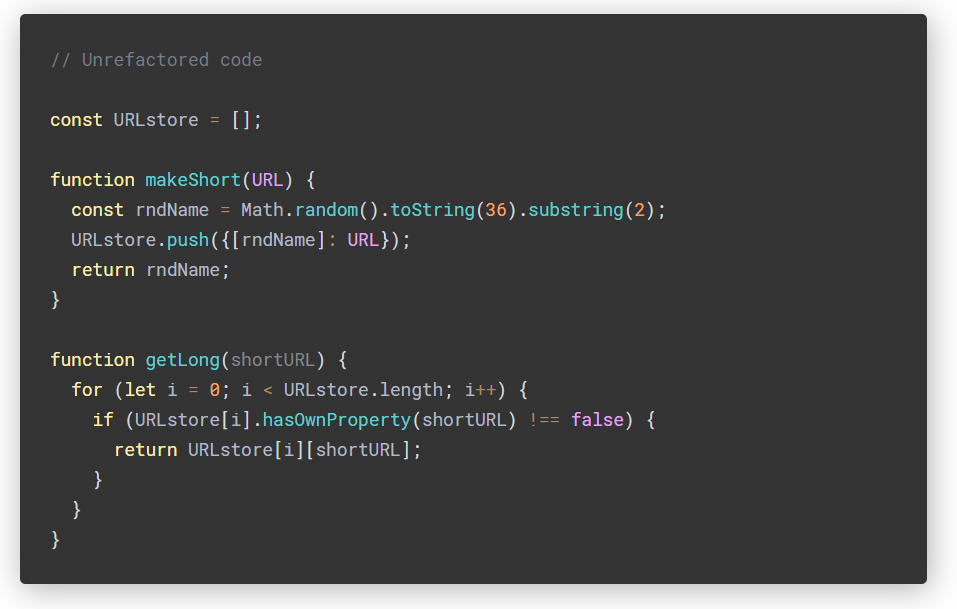 // Unrefactored code
const URLstore = [];
function makeShort(URL) {
const rndName = Math.random().toString(36).substring(2);
URLstore.push({[rndName]: URL});
return rndName;
}
function getLong(shortURL) {
for (let i = 0; i < URLstore.length; i++) {
if (URLstore[i].hasOwnProperty(shortURL) !== false) {
return URLstore[i][shortURL];
}
}
}